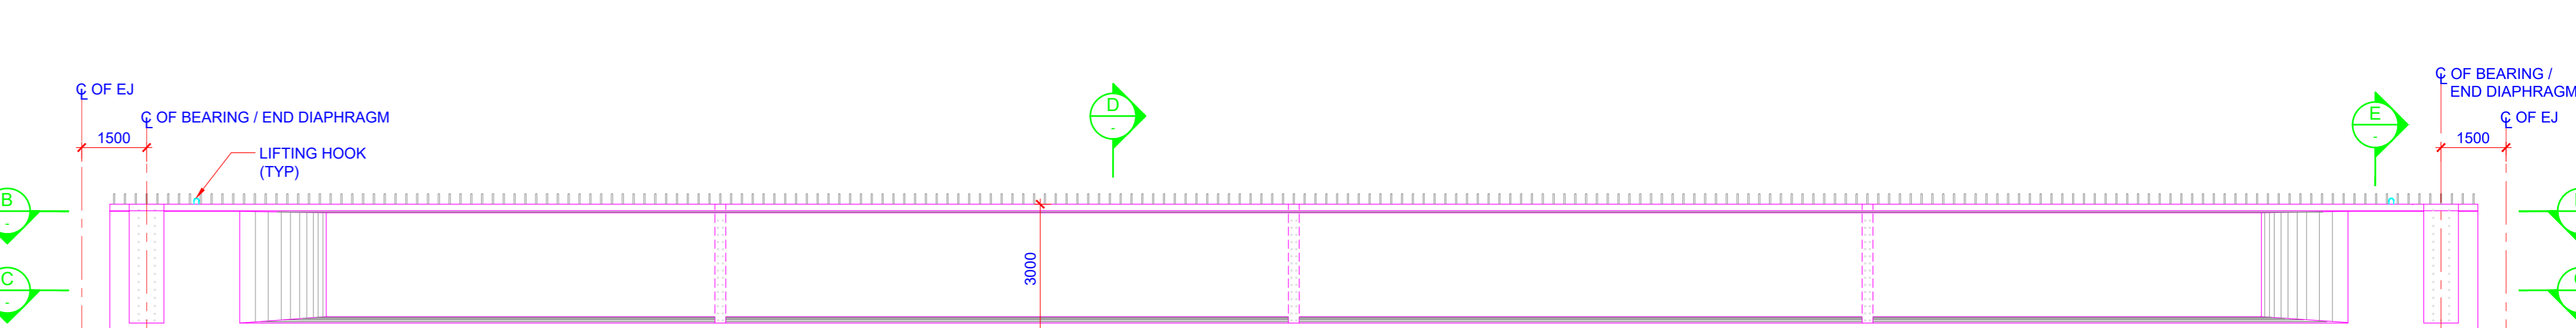 ℄ OF BEARING /
END DIAPHRAGM
℄ OF EJ
℄ OF BEARING / END DIAPHRAGM
℄ OF EJ
1500
1500
LIFTING HOOK
(TYP)
D
-
E
-
B
-
C
-
3000